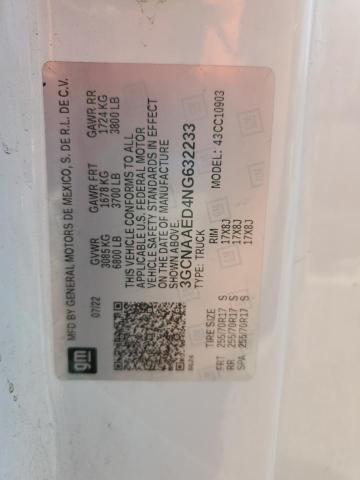 MFD BY GENERAL MOTORS DE MEXICO, S. DE R.L. DE C.V.
07/22 GVWR GAWR FRT GAWR RR
3085 KG 1678 KG 1724 KG
6800 LB 3700 LB 3800 LB
THIS VEHICLE CONFORMS TO ALL
APPLICABLE U.S. FEDERAL MOTOR
VEHICLE SAFETY STANDARDS IN EFFECT
ON THE DATE OF MANUFACTURE
SHOWN ABOVE.
3GCNAAED4NG632233
TYPE: TRUCK MODEL: 43CC10903
gm
TIRE SIZE RIM
FRT 255/70R17 S 17X8J
RR 255/70R17 S 17X8J
SPA 255/70R17 S 17X8J